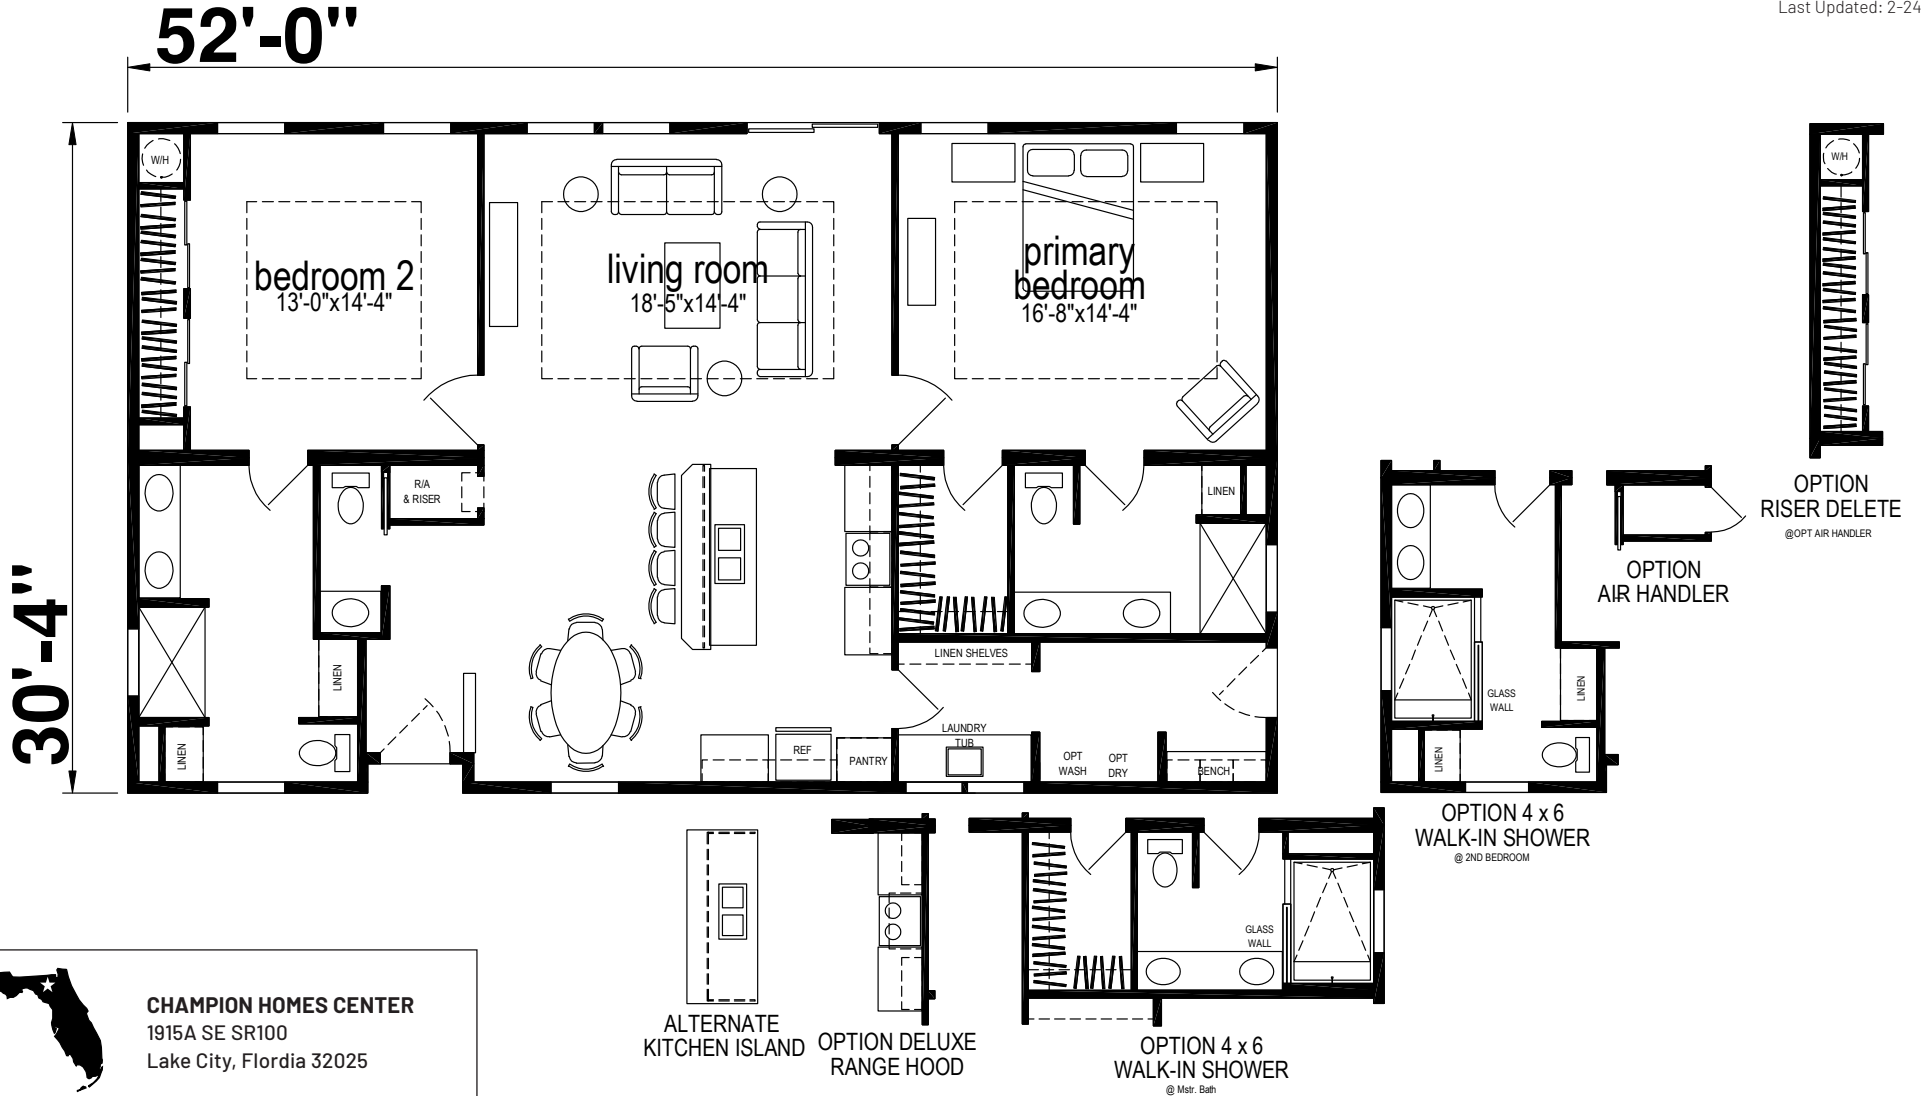 Last Updated: 2-24
52'-0"
30'-4"
W/H
bedroom 2
13'-0"x14'-4"
living room
18'-5"x14'-4"
primary
bedroom
16'-8"x14'-4"
W/H
OPTION
RISER DELETE
@OPT AIR HANDLER
R/A
& RISER
LINEN
LINEN
LINEN
LINEN SHELVES
LAUNDRY
TUB
REF
PANTRY
OPT
WASH
OPT
DRY
BENCH
OPTION
AIR HANDLER
GLASS
WALL
LINEN
LINEN
OPTION 4 x 6
WALK-IN SHOWER
@ 2ND BEDROOM
ALTERNATE
KITCHEN ISLAND
OPTION DELUXE
RANGE HOOD
GLASS
WALL
OPTION 4 x 6
WALK-IN SHOWER
@ Mstr. Bath
CHAMPION HOMES CENTER
1915A SE SR100
Lake City, Flordia 32025